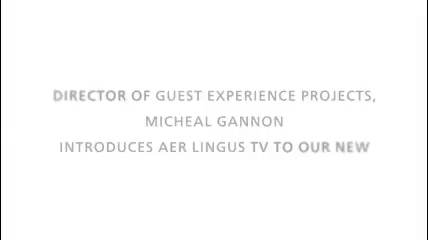 DIRECTOR OF GUEST EXPERIENCE PROJECTS,
MICHEAL GANNON
INTRODUCES AER LINGUS TV TO OUR NEW